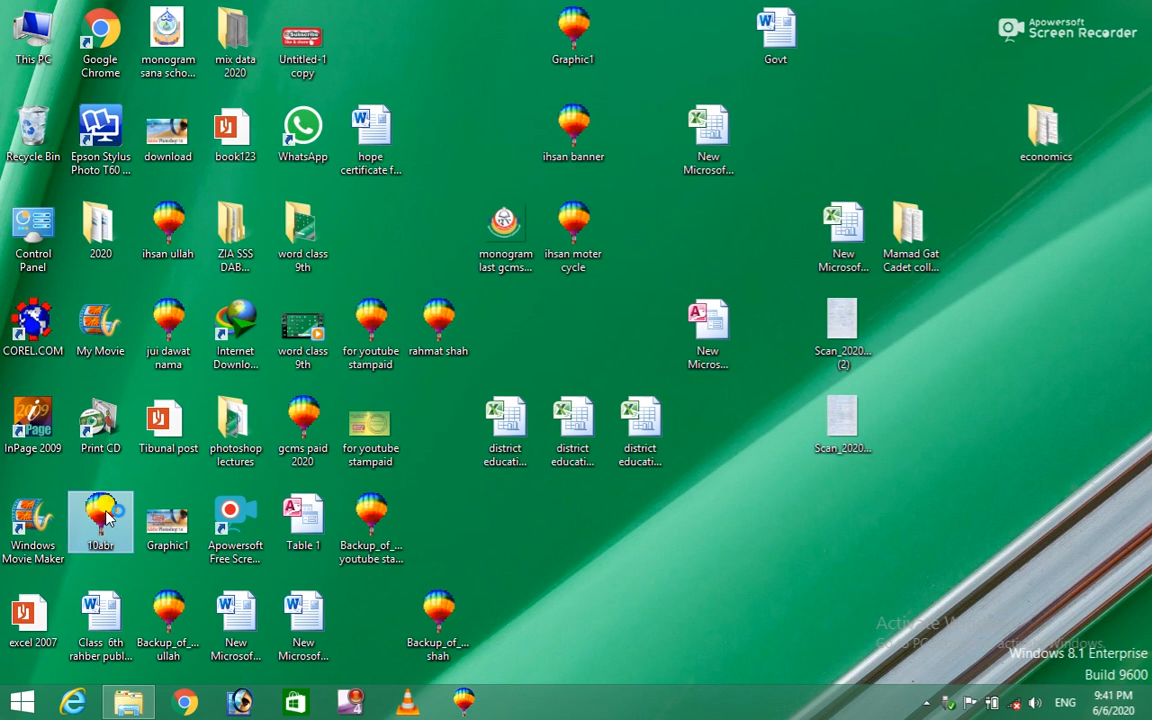 This PC
Google
Chrome
monogram
sana scho...
mix data
2020
Untitled-1
copy
Graphic1
Govt
Apowersoft
Screen Recorder
Recycle Bin
Epson Stylus
Photo T60 ...
download
book123
WhatsApp
hope
certificate f...
ihsan banner
New
Microsof...
economics
Control
Panel
2020
ihsan ullah
ZIA SSS
DAB...
word class
9th
monogram
last gcms...
ihsan moter
cycle
New
Microsof...
Mamad Gat
Cadet coll...
COREL.COM
My Movie
jui dawat
nama
Internet
Downlo...
word class
9th
for youtube
stampaid
rahmat shah
New
Micros...
Scan_2020...
(2)
InPage 2009
Print CD
Tibunal post
photoshop
lectures
gcms paid
2020
for youtube
stampaid
district
educati...
district
educati...
district
educati...
Scan_2020...
Windows
Movie Maker
10abr
Graphic1
Apowersoft
Free Scre...
Table 1
Backup_of_...
youtube sta...
excel 2007
Class 6th
rahber publ...
Backup_of_...
ullah
New
Microsof...
New
Microsof...
Backup_of_...
shah
Windows 8.1 Enterprise
Build 9600
ENG
9:41 PM
6/6/2020